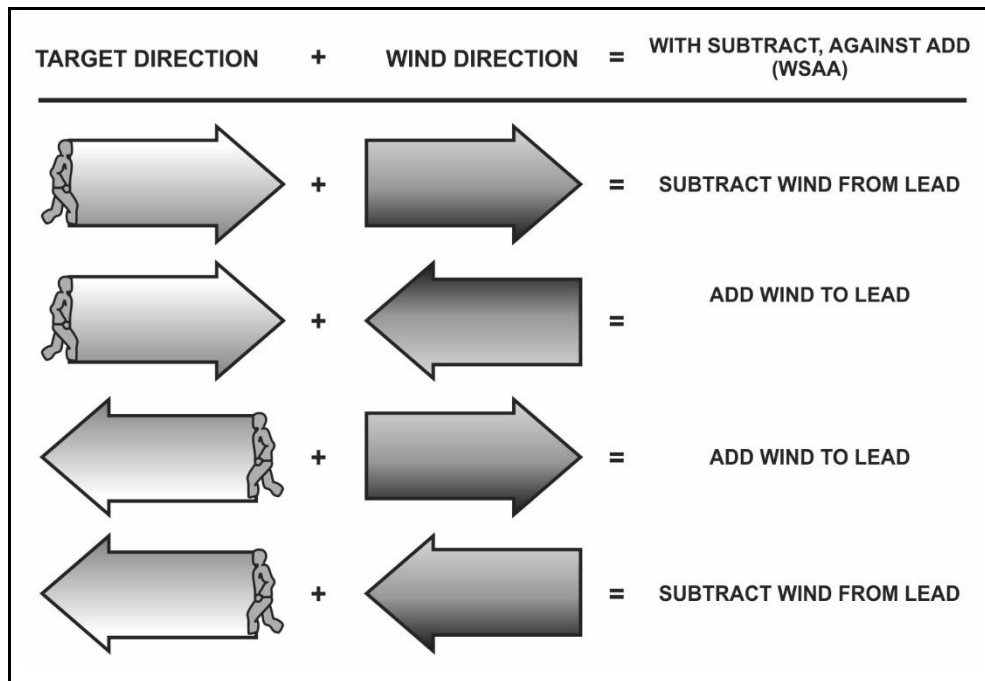 TARGET DIRECTION + WIND DIRECTION = WITH SUBTRACT, AGAINST ADD
(WSAA)
+ = SUBTRACT WIND FROM LEAD
+ = ADD WIND TO LEAD
+ = ADD WIND TO LEAD
+ = SUBTRACT WIND FROM LEAD